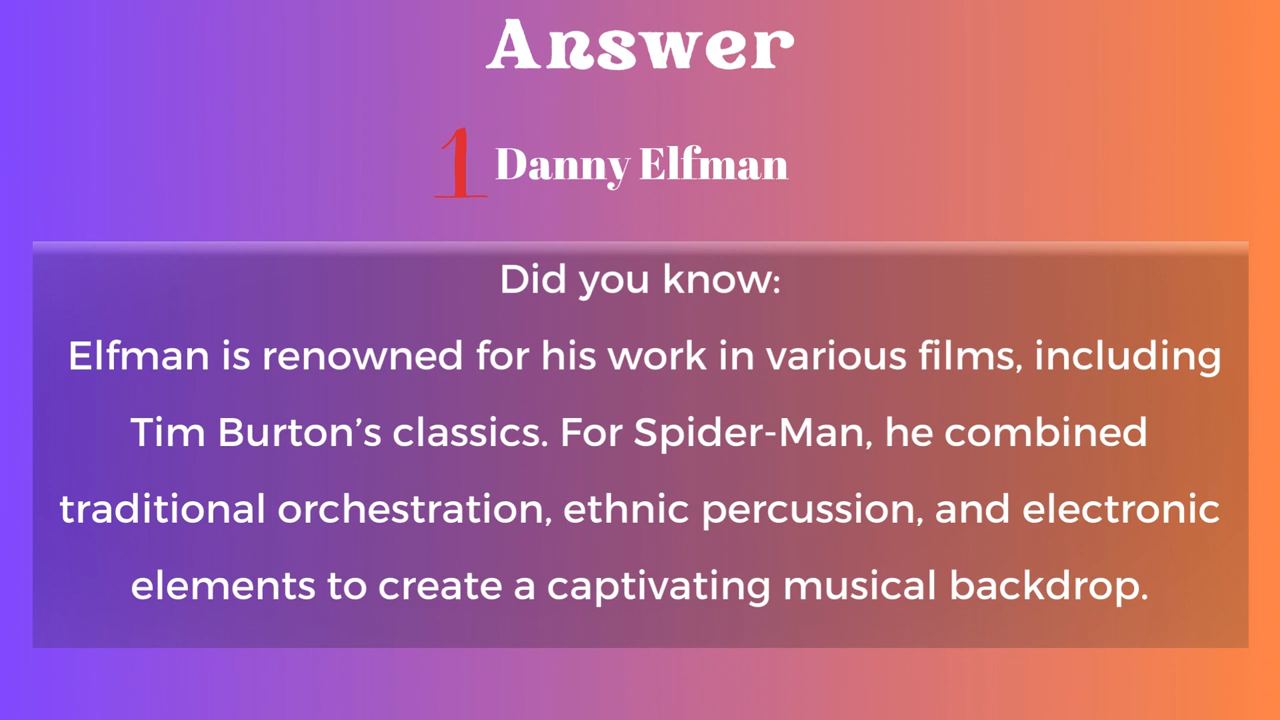 Answer
1 Danny Elfman
Did you know:
Elfman is renowned for his work in various films, including
Tim Burton’s classics. For Spider-Man, he combined
traditional orchestration, ethnic percussion, and electronic
elements to create a captivating musical backdrop.